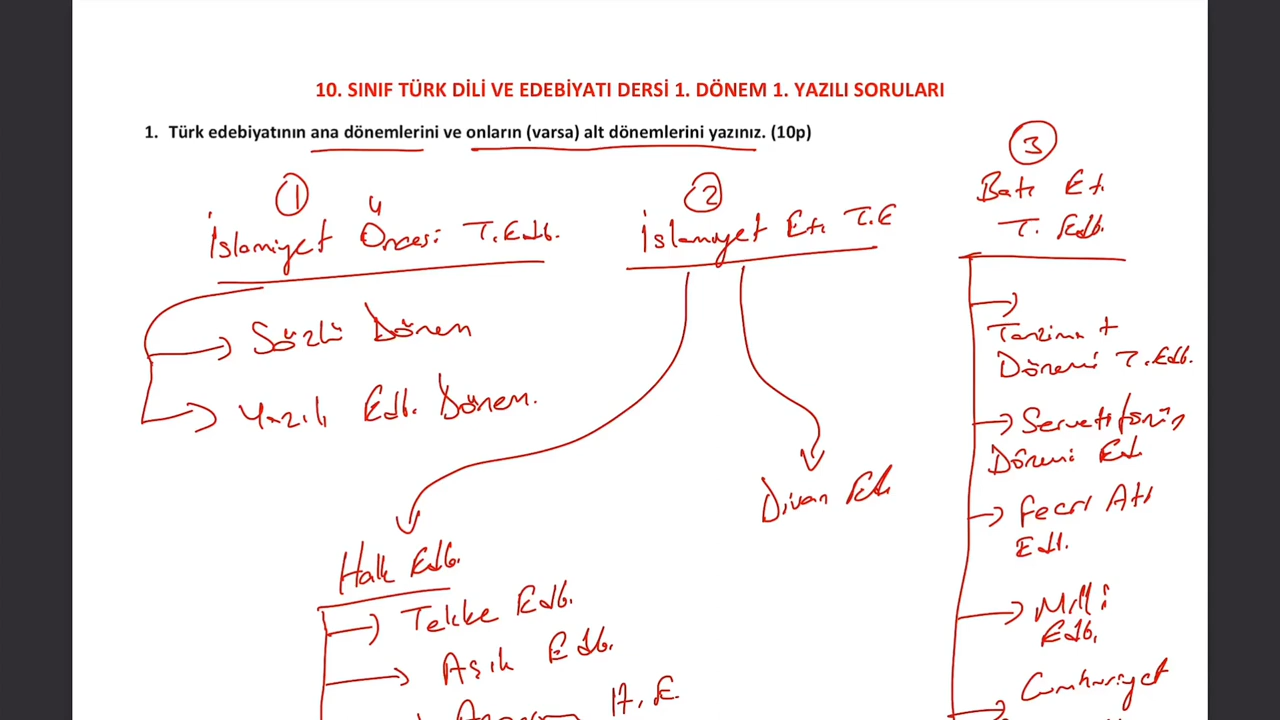 10. SINIF TÜRK DİLİ VE EDEBİYATI DERSİ 1. DÖNEM 1. YAZILI SORULARI
1. Türk edebiyatının ana dönemlerini ve onların (varsa) alt dönemlerini yazınız. (10p)
1
İslamiyet Öncesi T. Edb.
Sözlü Dönem
Yazılı Edb. Dönem.
2
İslamiyet Et. T.E
Halk Edb.
Tekke Edb.
Aşık Edb.
H.E.
Divan Ed.
3
Batı Et.
T. Edb.
Tanzimat
Dönemi T. Edb.
Servetifünün
Dönemi Ed.
Fecri Ati
Edb.
Milli
Edb.
Cumhuriyet